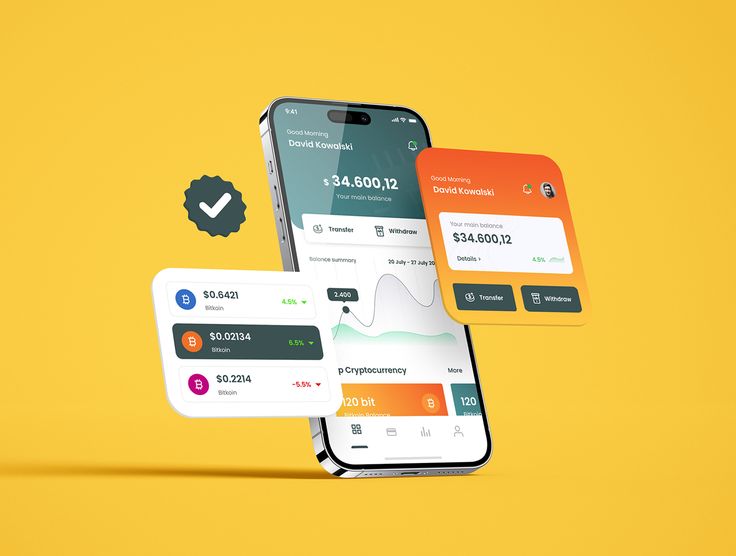 9:41
Good Morning
David Kowalski
$ 34.600,12
Your main balance
Transfer
Withdraw
Balance summary
20 July - 27 July 20
2.400
p Cryptocurrency
More
120 bit
Bitkoin Balance
120
Good Morning
David Kowalski
Your main balance
$34.600,12
Details >
4.5%
Transfer
Withdraw
$0.6421
Bitkoin
4.5%
$0.02134
Bitkoin
6.5%
$0.2214
Bitkoin
-5.5%